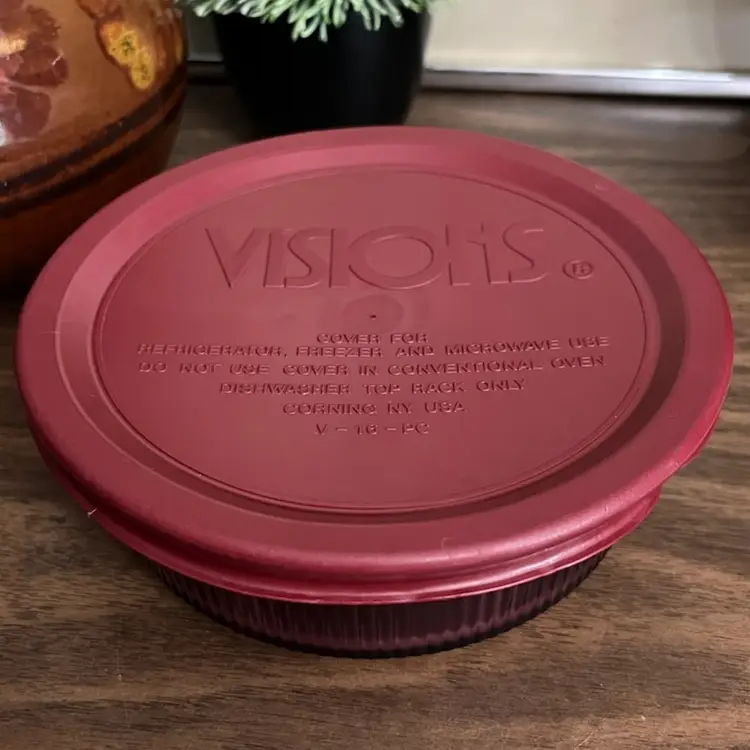 VISIONS ®
COVER FOR
REFRIGERATOR, FREEZER AND MICROWAVE USE
DO NOT USE COVER IN CONVENTIONAL OVEN
DISHWASHER TOP RACK ONLY
CORNING NY USA
V - 16 - PC